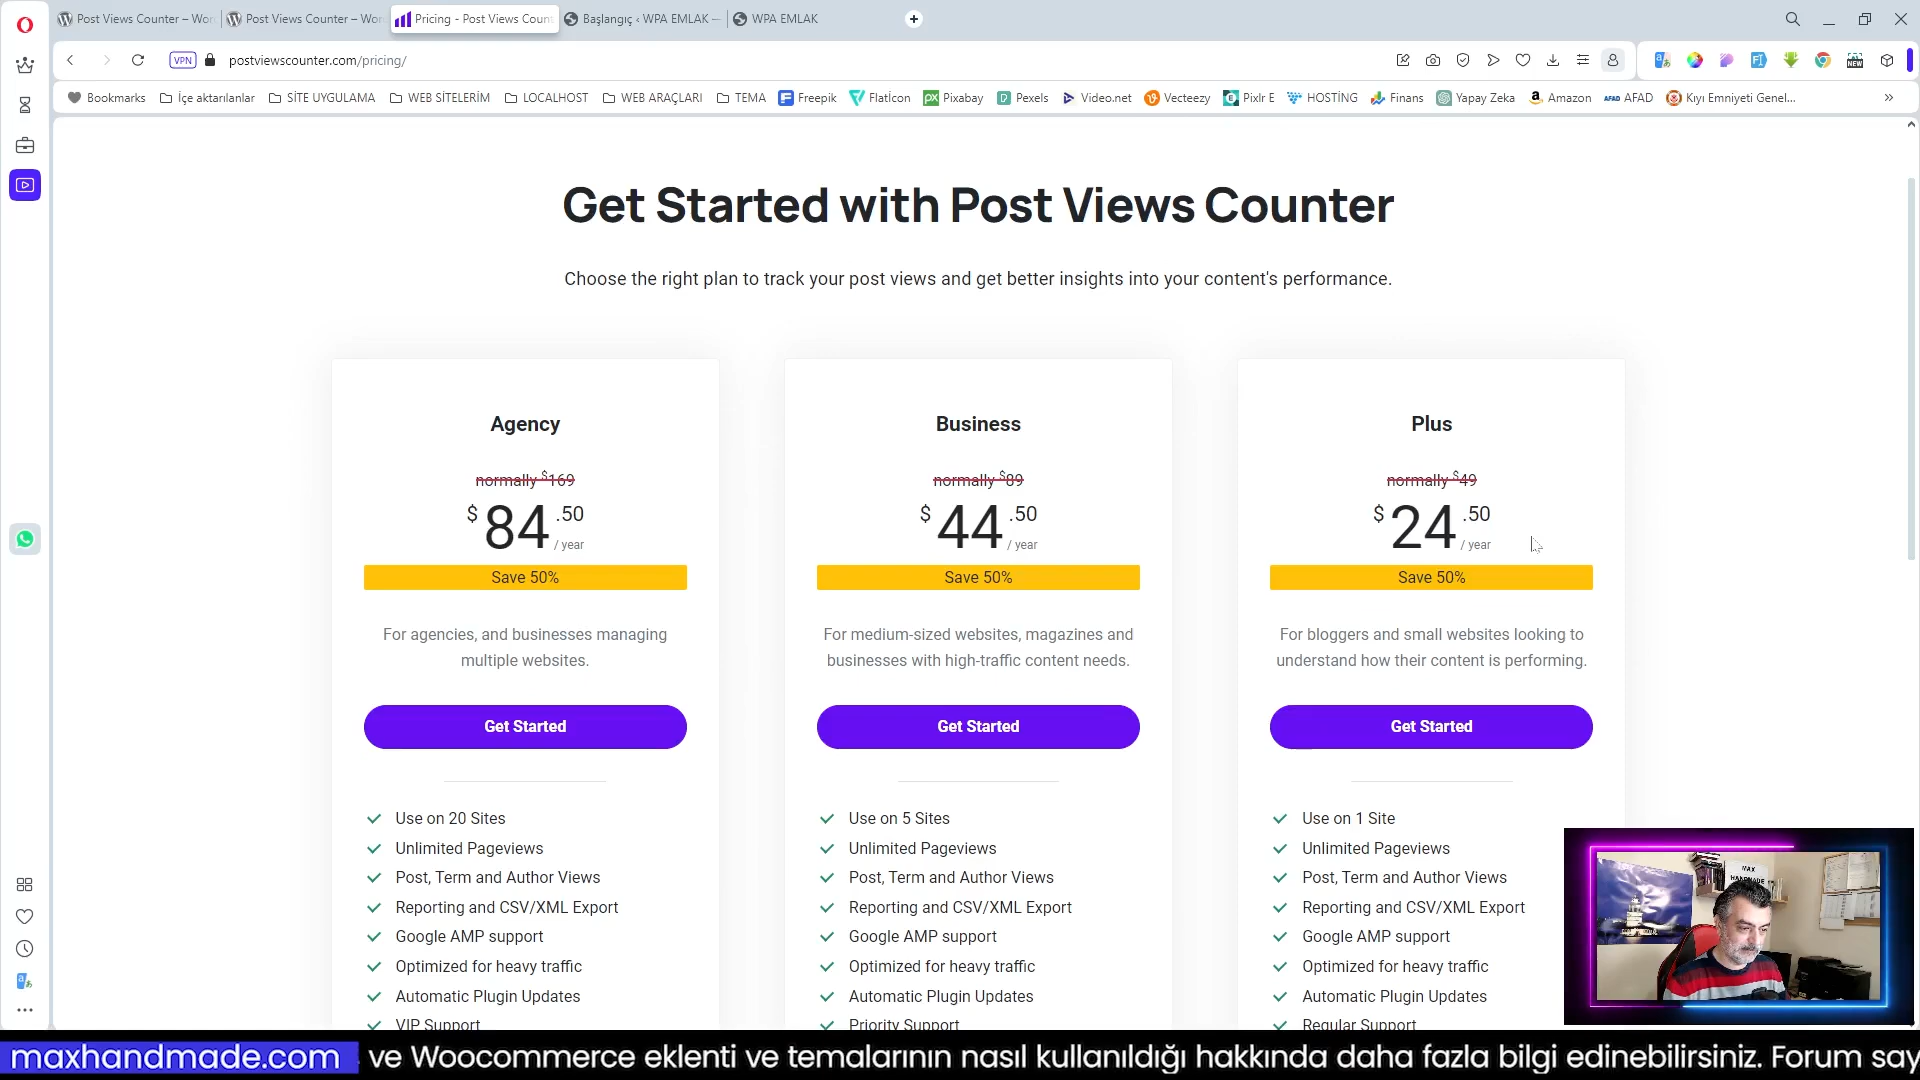 Post Views Counter – Wor
Post Views Counter – Wor
Pricing - Post Views Count
Başlangıç ‹ WPA EMLAK —
WPA EMLAK
VPN
postviewscounter.com/pricing/
Bookmarks
İçe aktarılanlar
SİTE UYGULAMA
WEB SİTELERİM
LOCALHOST
WEB ARAÇLARI
TEMA
Freepik
Flatİcon
Pixabay
Pexels
Video.net
Vecteezy
Pixlr E
HOSTİNG
Finans
Yapay Zeka
Amazon
AFAD
Kıyı Emniyeti Genel...
Get Started with Post Views Counter
Choose the right plan to track your post views and get better insights into your content's performance.
Agency
normally $169
$ 84 .50 / year
Save 50%
For agencies, and businesses managing
multiple websites.
Get Started
Use on 20 Sites
Unlimited Pageviews
Post, Term and Author Views
Reporting and CSV/XML Export
Google AMP support
Optimized for heavy traffic
Automatic Plugin Updates
VIP Support
Business
normally $89
$ 44 .50 / year
Save 50%
For medium-sized websites, magazines and
businesses with high-traffic content needs.
Get Started
Use on 5 Sites
Unlimited Pageviews
Post, Term and Author Views
Reporting and CSV/XML Export
Google AMP support
Optimized for heavy traffic
Automatic Plugin Updates
Priority Support
Plus
normally $49
$ 24 .50 / year
Save 50%
For bloggers and small websites looking to
understand how their content is performing.
Get Started
Use on 1 Site
Unlimited Pageviews
Post, Term and Author Views
Reporting and CSV/XML Export
Google AMP support
Optimized for heavy traffic
Automatic Plugin Updates
Regular Support
MAX
HANDMADE
maxhandmade.com
ve Woocommerce eklenti ve temalarının nasıl kullanıldığı hakkında daha fazla bilgi edinebilirsiniz. Forum say